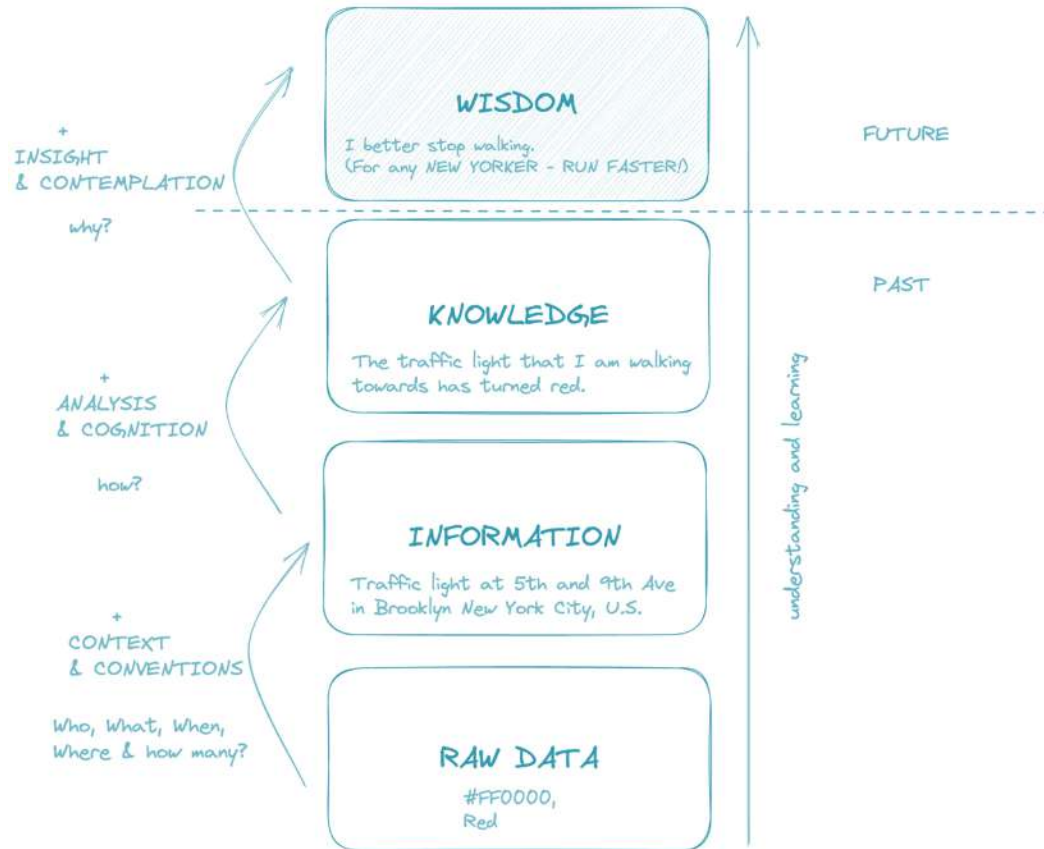 WISDOM
I better stop walking.
(For any NEW YORKER - RUN FASTER!)
FUTURE
+
INSIGHT
& CONTEMPLATION
why?
PAST
KNOWLEDGE
The traffic light that I am walking
towards has turned red.
+
ANALYSIS
& COGNITION
how?
understanding and learning
INFORMATION
Traffic light at 5th and 9th Ave
in Brooklyn New York City, U.S.
+
CONTEXT
& CONVENTIONS
Who, What, When,
Where & how many?
RAW DATA
#FF0000,
Red